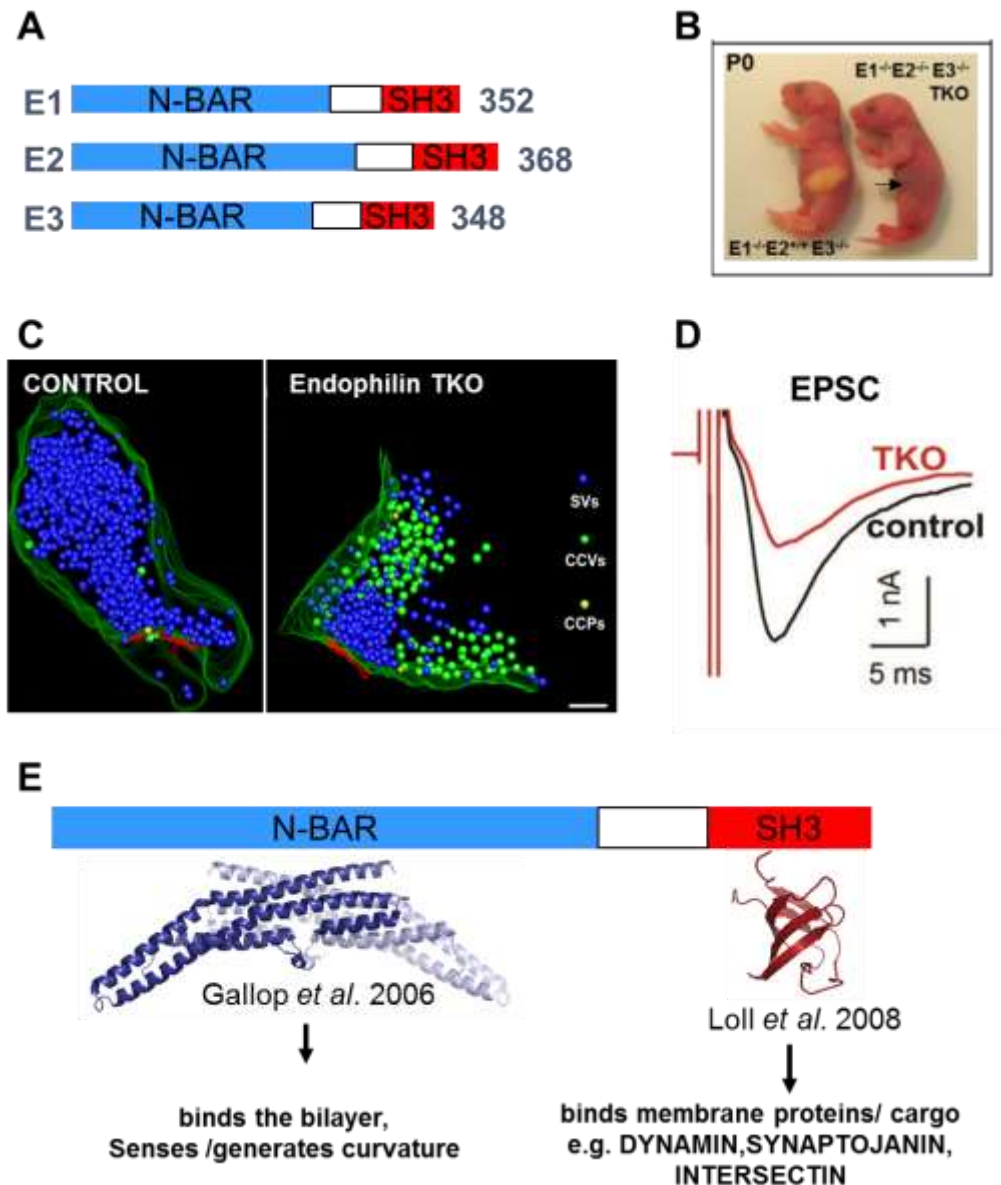 A
E1 N-BAR SH3 352
E2 N-BAR SH3 368
E3 N-BAR SH3 348
B
P0
E1-/-E2-/- E3-/-
TKO
E1-/-E2+/+ E3-/-
C
CONTROL
Endophilin TKO
SVs
CCVs
CCPs
D
EPSC
TKO
control
1 nA
5 ms
E
N-BAR SH3
Gallop et al. 2006
Loll et al. 2008
binds the bilayer,
Senses /generates curvature
binds membrane proteins/ cargo
e.g. DYNAMIN,SYNAPTOJANIN,
INTERSECTIN